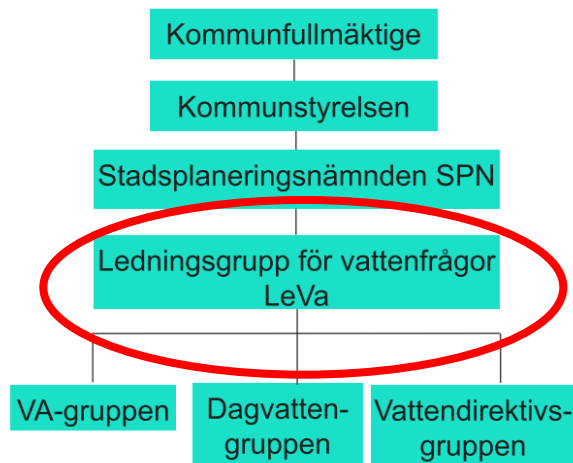 Kommunfullmäktige
Kommunstyrelsen
Stadsplaneringsnämnden SPN
Ledningsgrupp för vattenfrågor
LeVa
VA-gruppen
Dagvatten-
gruppen
Vattendirektivs-
gruppen